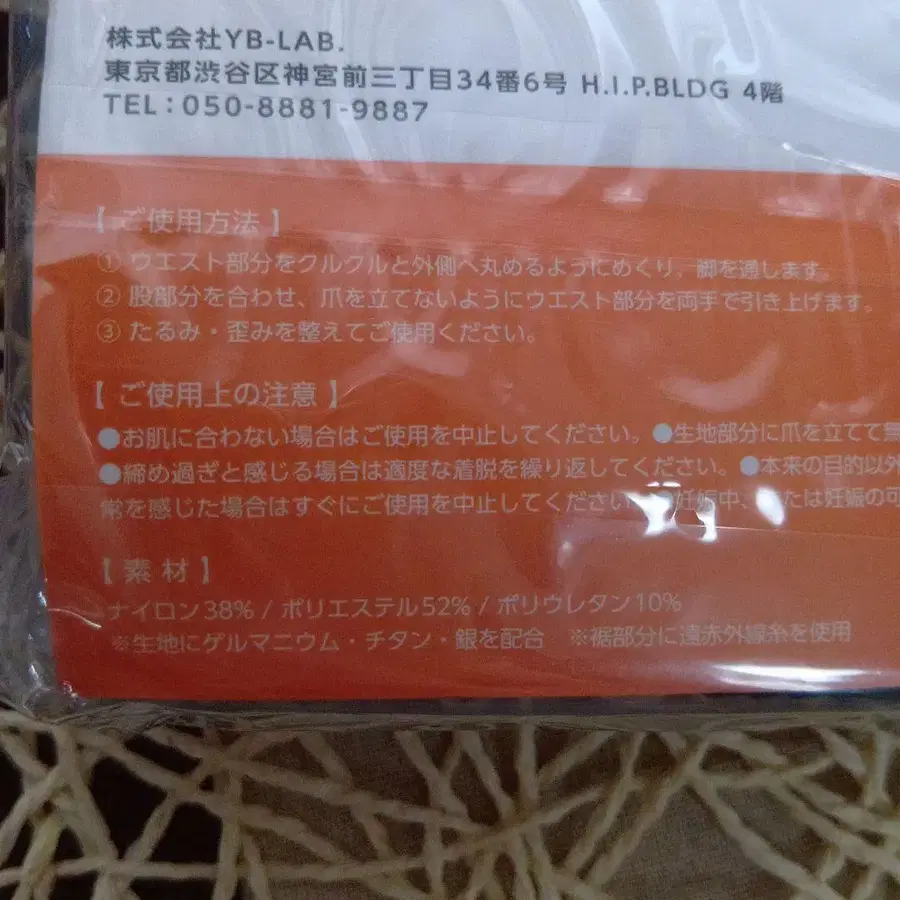 株式会社YB-LAB.
東京都渋谷区神宮前三丁目34番6号 H.I.P.BLDG 4階
TEL：050-8881-9887
【 ご使用方法 】
① ウエスト部分をクルクルと外側へ丸めるようにめくり、脚を通します。
② 股部分を合わせ、爪を立てないようにウエスト部分を両手で引き上げます。
③ たるみ・歪みを整えてご使用ください。
【 ご使用上の注意 】
●お肌に合わない場合はご使用を中止してください。●生地部分に爪を立てて無
●締め過ぎと感じる場合は適度な着脱を繰り返してください。●本来の目的以外
常を感じた場合はすぐにご使用を中止してください 妊娠中、または妊娠の可
【 素 材 】
ナイロン38% / ポリエステル52% / ポリウレタン10%
※生地にゲルマニウム・チタン・銀を配合 ※裾部分に遠赤外線糸を使用